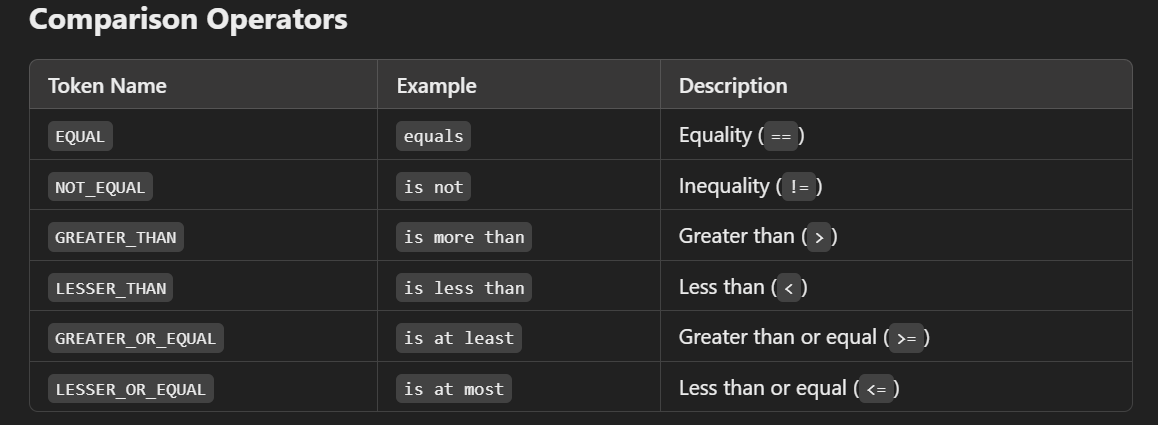 Comparison Operators
Token Name Example Description
EQUAL equals Equality (==)
NOT_EQUAL is not Inequality (!=)
GREATER_THAN is more than Greater than (>)
LESSER_THAN is less than Less than (<)
GREATER_OR_EQUAL is at least Greater than or equal (>=)
LESSER_OR_EQUAL is at most Less than or equal (<=)